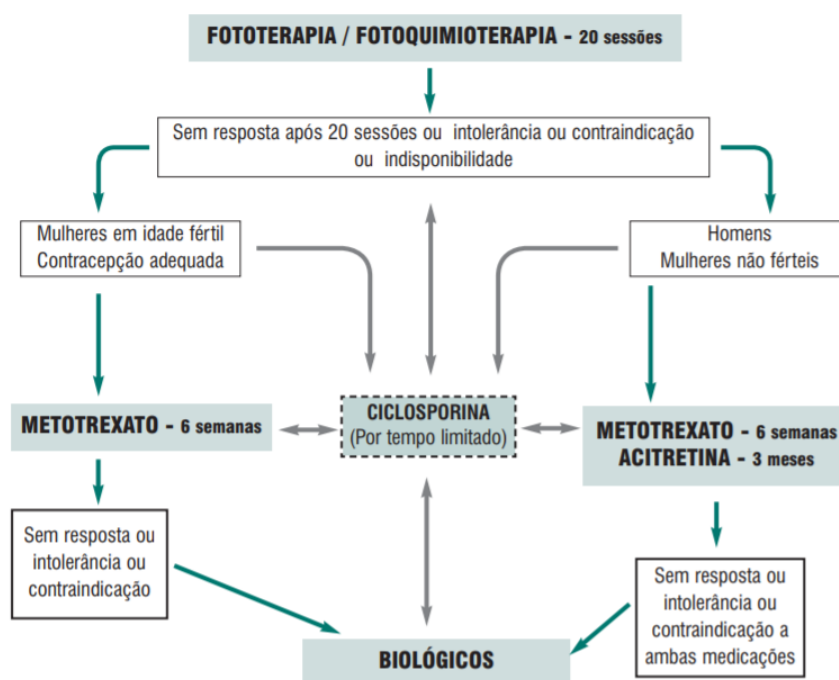 FOTOTERAPIA / FOTOQUIMIOTERAPIA - 20 sessões
Sem resposta após 20 sessões ou intolerância ou contraindicação
ou indisponibilidade
Mulheres em idade fértil
Contracepção adequada
Homens
Mulheres não férteis
METOTREXATO - 6 semanas
CICLOSPORINA
(Por tempo limitado)
METOTREXATO - 6 semanas
ACITRETINA - 3 meses
Sem resposta ou
intolerância ou
contraindicação
Sem resposta ou
intolerância ou
contraindicação a
ambas medicações
BIOLÓGICOS